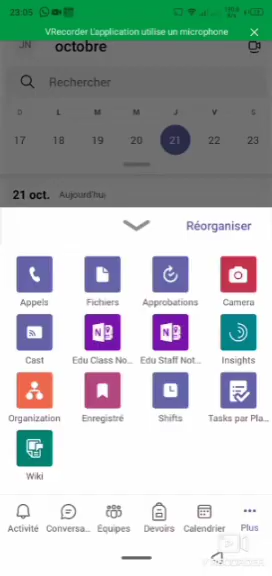 23:05
VRecorder L'application utilise un microphone
JN octobre
Rechercher
D L M M J V S
17 18 19 20 21 22 23
21 oct. Aujourd'hui
Réorganiser
Appels Fichiers Approbations Camera
Cast Edu Class No... Edu Staff Not... Insights
Organization Enregistré Shifts Tasks par Pla...
Wiki
Activité Conversa... Équipes Devoirs Calendrier Plus